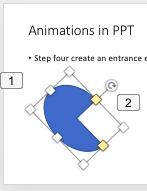 Animations in PPT
• Step four create an entrance e
1
2